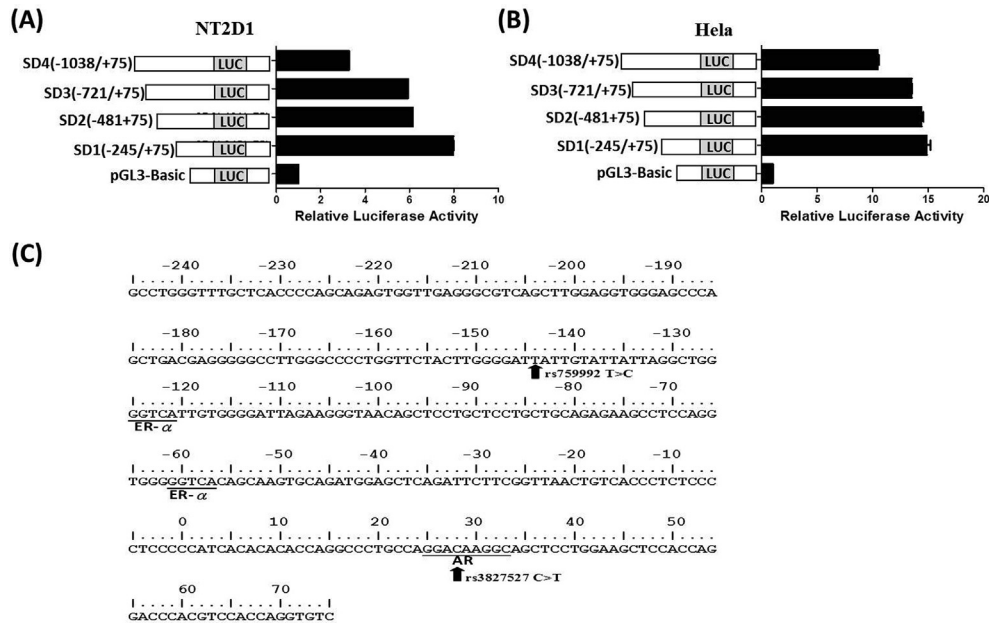 (A)
NT2D1
SD4(-1038/+75)
LUC
SD3(-721/+75)
LUC
SD2(-481+75)
LUC
SD1(-245/+75)
LUC
pGL3-Basic
LUC
0 2 4 6 8 10
Relative Luciferase Activity
(B)
Hela
SD4(-1038/+75)
LUC
SD3(-721/+75)
LUC
SD2(-481+75)
LUC
SD1(-245/+75)
LUC
pGL3-Basic
LUC
0 5 10 15 20
Relative Luciferase Activity
(C)
-240 -230 -220 -210 -200 -190
GCCTGGGTTTGCTCACCCCAGCAGAGTGGTTGAGGGCGTCAGCTTGGAGGTGGGAGCCCA
-180 -170 -160 -150 -140 -130
GCTGACGAGGGGGCCTTGGGCCCCTGGTTCTACTTGGGGATTATTGTATTATTAGGCTGG
rs759992 T>C
-120 -110 -100 -90 -80 -70
GGTCATTGTGGGGATTAGAAGGGTAACAGCTCCTGCTCCTGCTGCAGAGAAGCCTCCAGG
ER-α
-60 -50 -40 -30 -20 -10
TGGGGGGTCACAGCAAGTGCAGATGGAGCTCAGATTCTTCGGTTAACTGTCACCCTCTCCC
ER-α
0 10 20 30 40 50
CTCCCCCATCACACACACCAGGCCCTGCCAGGACAAGGCAGCTCCTGGAAGCTCCACCAG
AR
rs3827527 C>T
60 70
GACCCACGTCCACCAGGTGTC